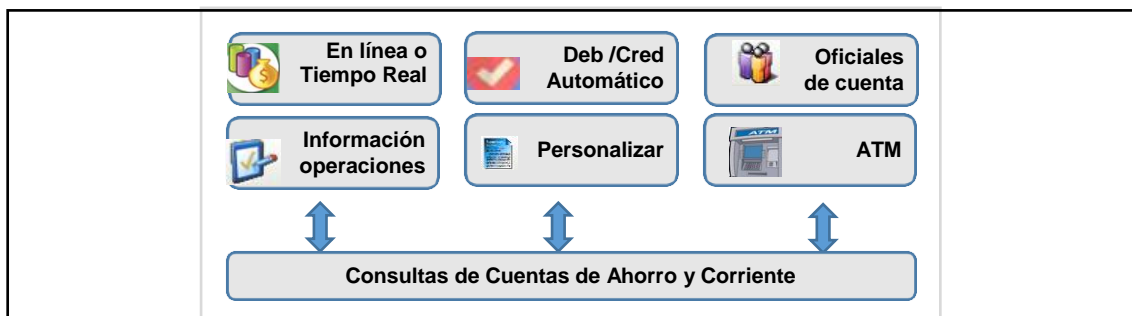 En línea o
Tiempo Real
Deb /Cred
Automático
Oficiales
de cuenta
Información
operaciones
Personalizar
ATM
ATM
Consultas de Cuentas de Ahorro y Corriente